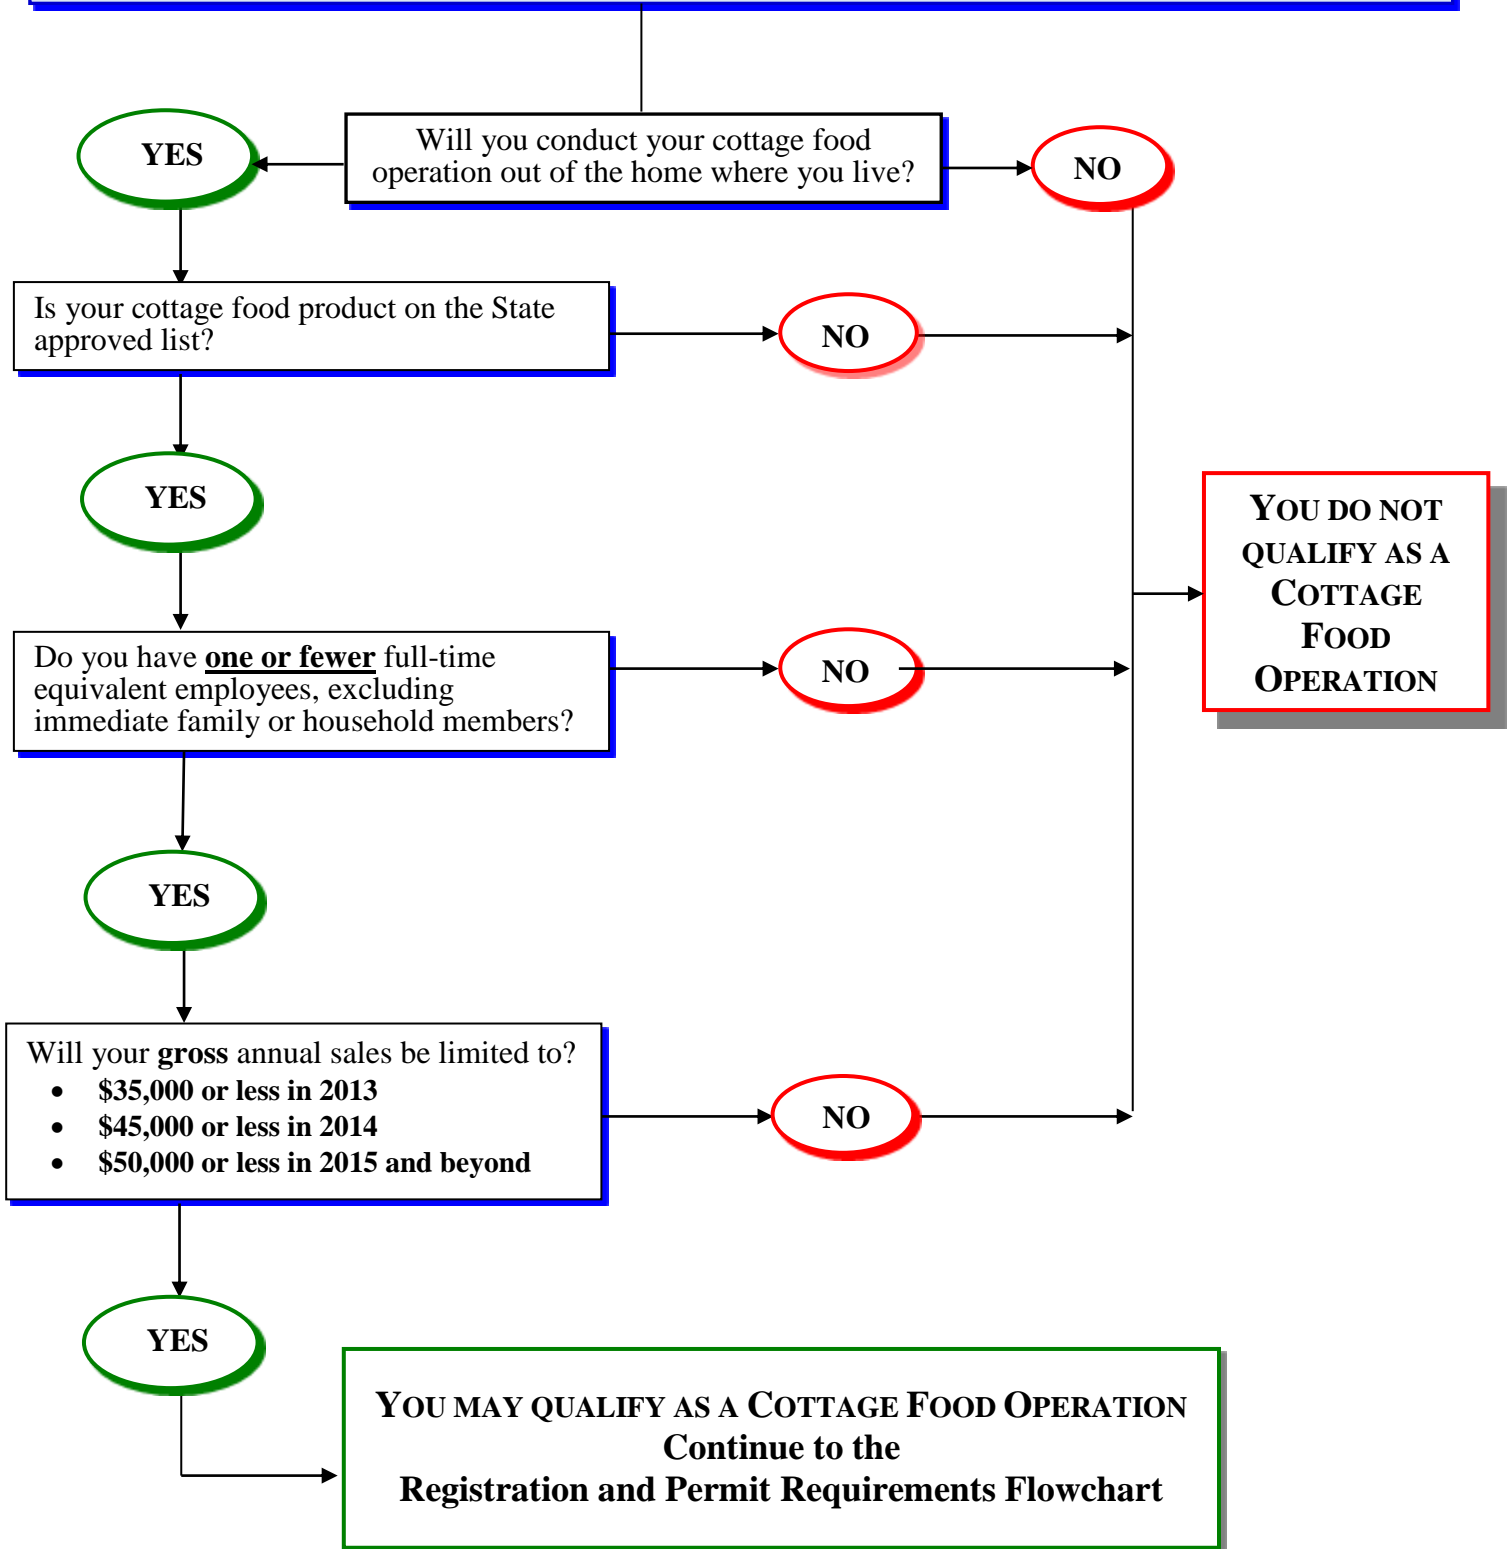 Will you conduct your cottage food
operation out of the home where you live?
YES
NO
Is your cottage food product on the State
approved list?
NO
YES
YOU DO NOT
QUALIFY AS A
COTTAGE
FOOD
OPERATION
Do you have one or fewer full-time
equivalent employees, excluding
immediate family or household members?
NO
YES
Will your gross annual sales be limited to?
• $35,000 or less in 2013
• $45,000 or less in 2014
• $50,000 or less in 2015 and beyond
NO
YES
YOU MAY QUALIFY AS A COTTAGE FOOD OPERATION
Continue to the
Registration and Permit Requirements Flowchart